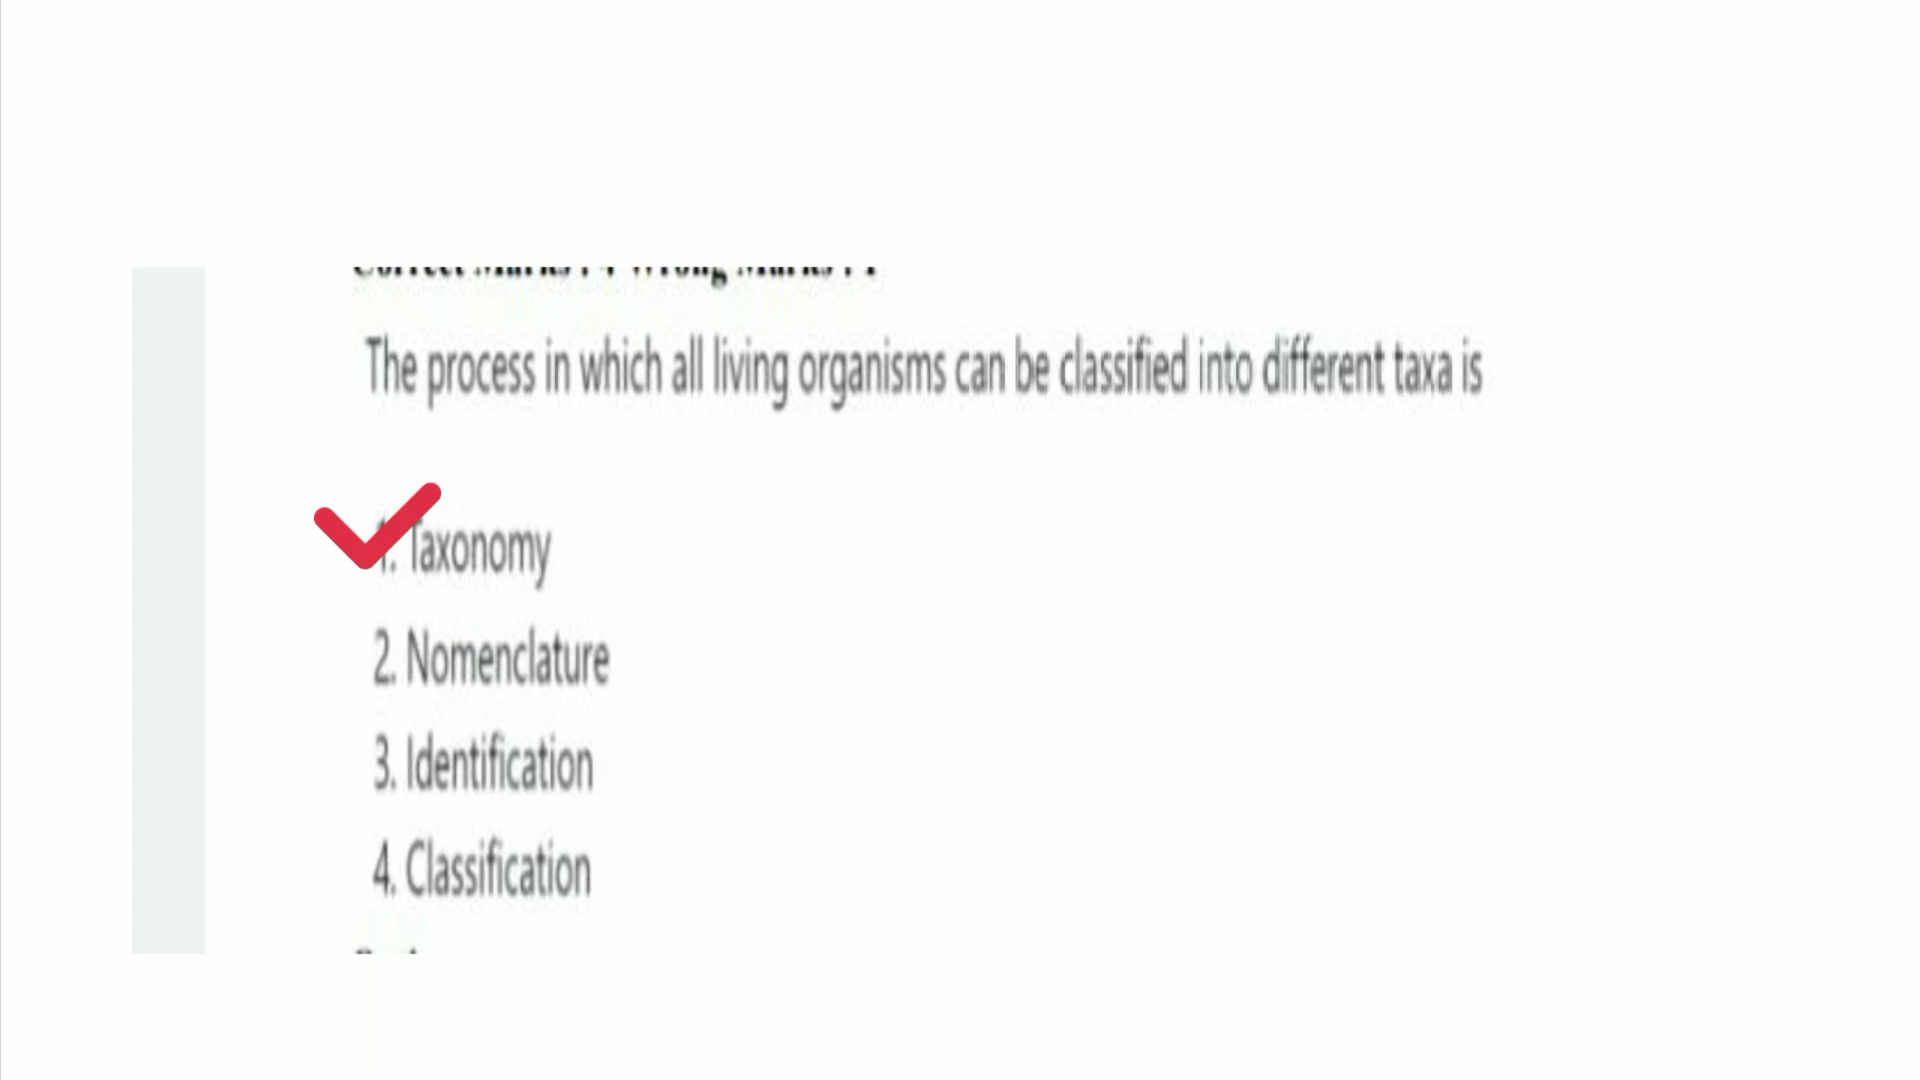 The process in which all living organisms can be classified into different taxa is
1. Taxonomy
2. Nomenclature
3. Identification
4. Classification